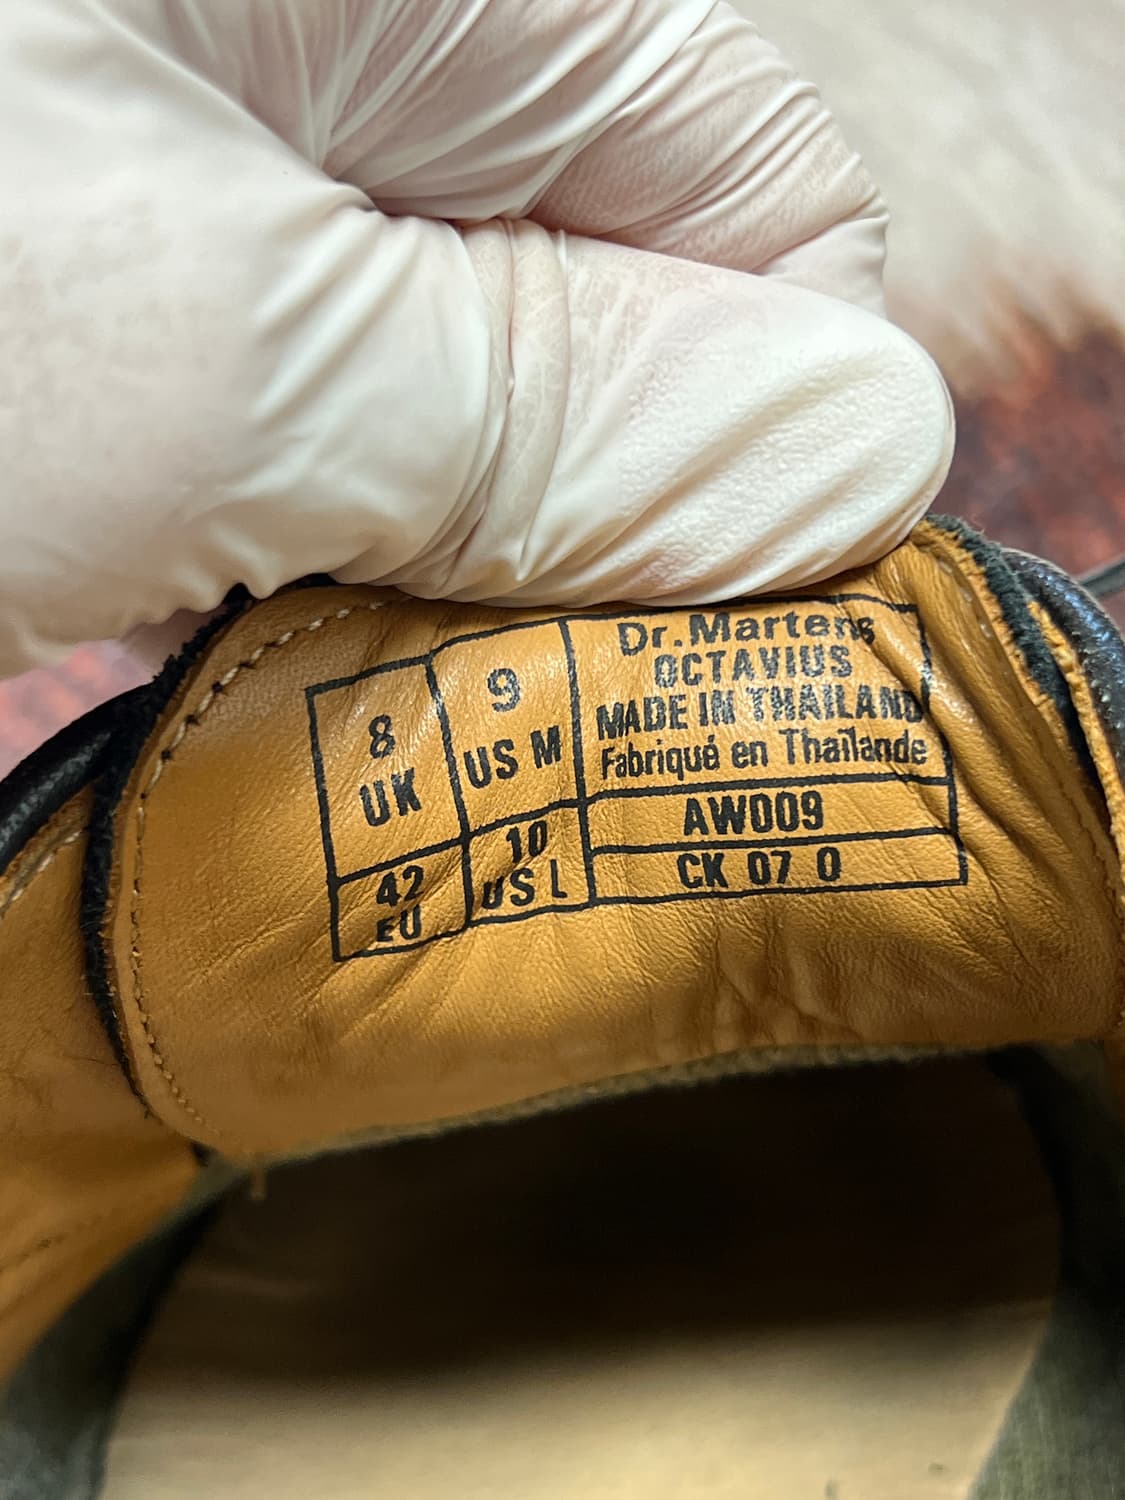 8
UK
9
US M
42
EU
10
US L
Dr.Martens
OCTAVIUS
MADE IN THAILAND
Fabriqué en Thaïlande
AW009
CK 07 0